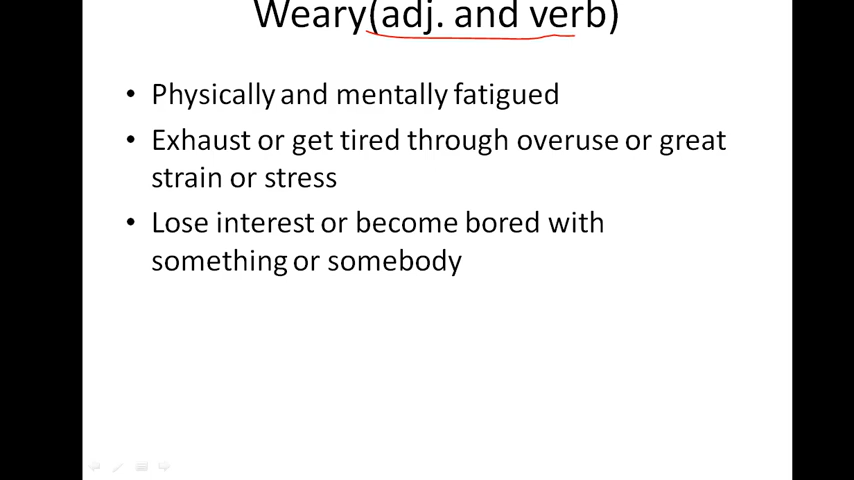 Weary(adj. and verb)
• Physically and mentally fatigued
• Exhaust or get tired through overuse or great
strain or stress
• Lose interest or become bored with
something or somebody